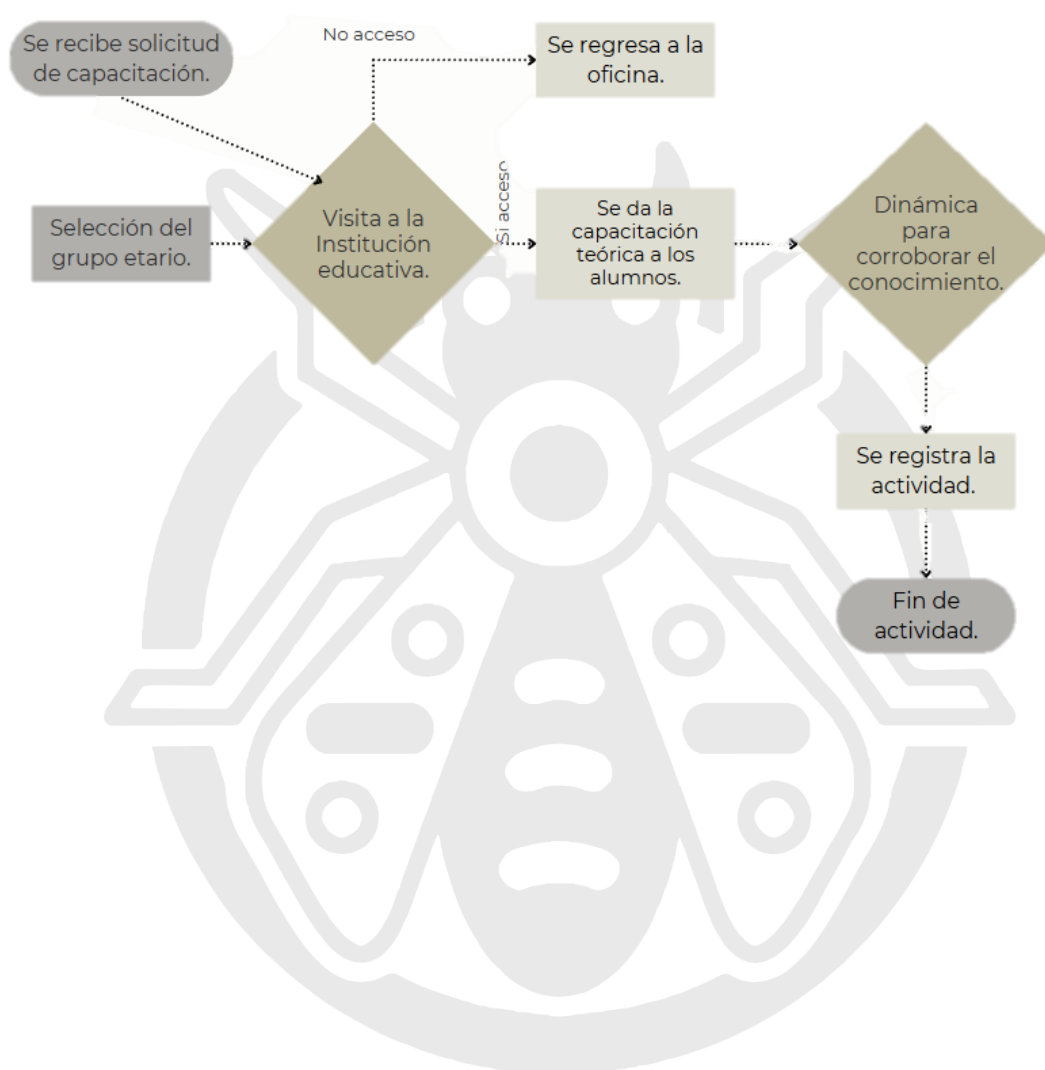 Se recibe solicitud
de capacitación.
No acceso
Se regresa a la
oficina.
Selección del
grupo etario.
Visita a la
Institución
educativa.
Si acceso
Se da la
capacitación
teórica a los
alumnos.
Dinámica
para
corroborar el
conocimiento.
Se registra la
actividad.
Fin de
actividad.